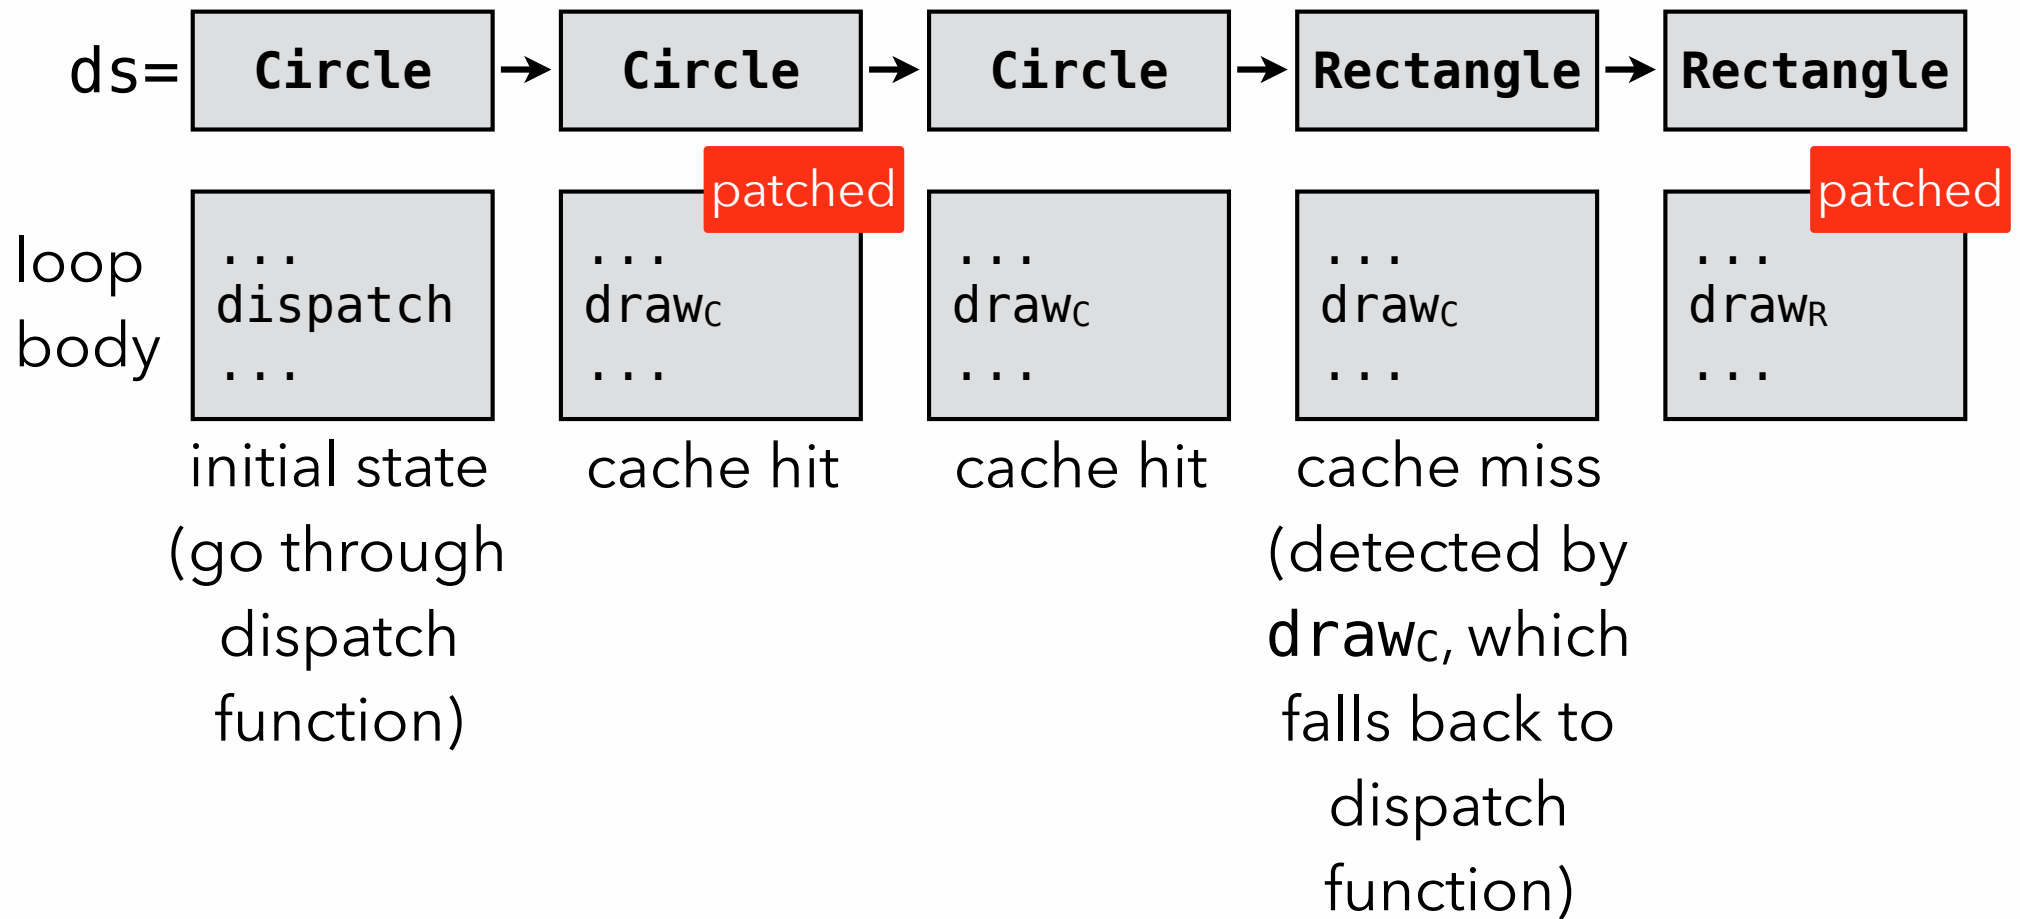 ds= Circle → Circle → Circle → Rectangle → Rectangle
patched patched
loop body
...
dispatch
...
...
drawC
...
...
drawC
...
...
drawC
...
...
drawR
...
initial state
(go through
dispatch
function)
cache hit
cache hit
cache miss
(detected by
drawC, which
falls back to
dispatch
function)